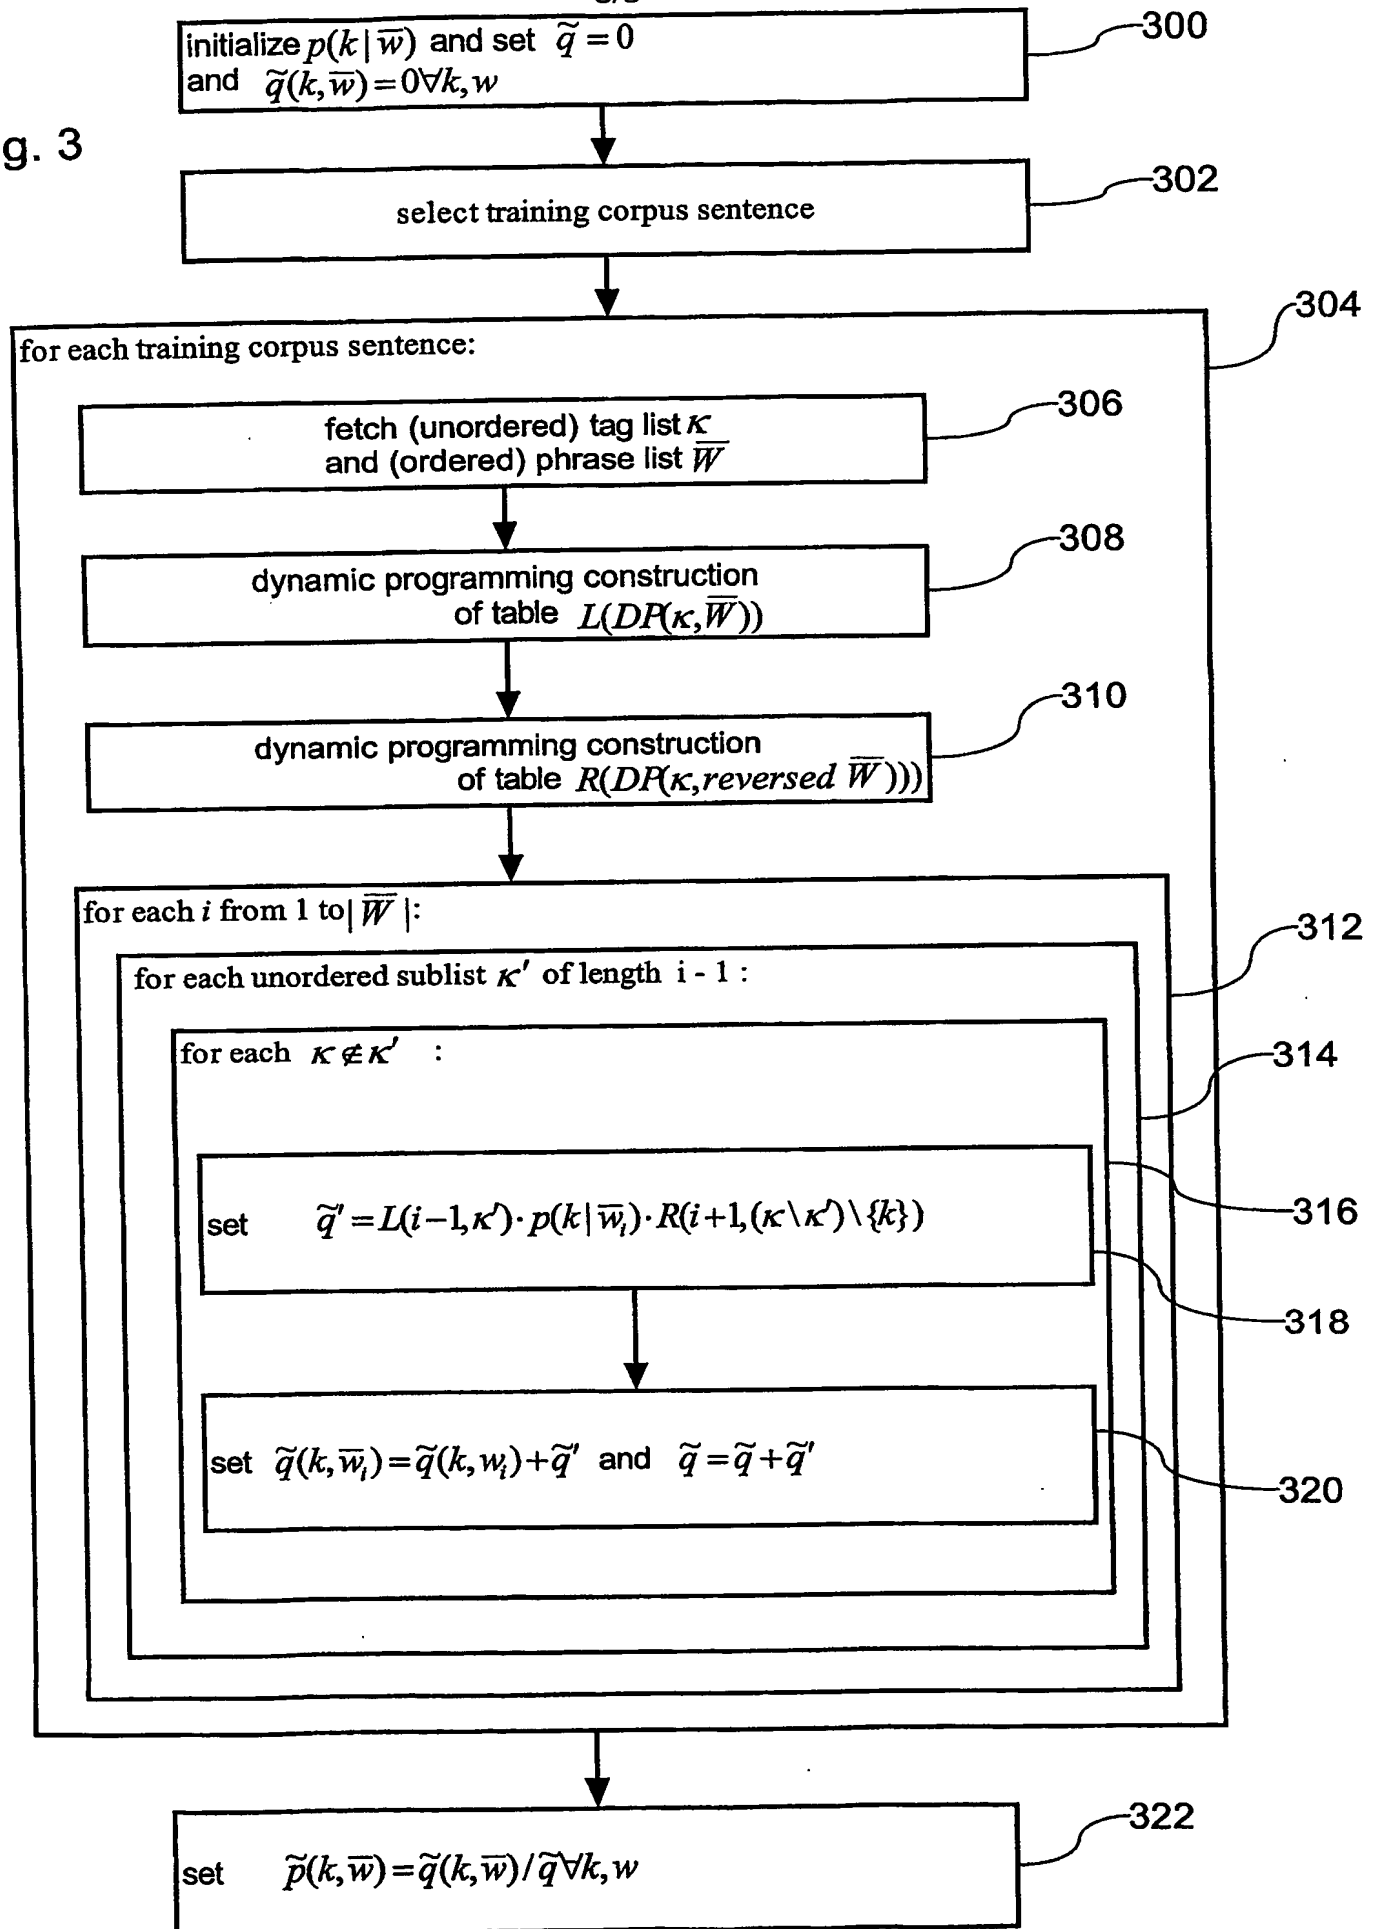 initialize p(k|w̅) and set q̃ = 0
300
and q̃(k,w̅)=0∀k,w
g. 3
302
select training corpus sentence
304
for each training corpus sentence:
306
fetch (unordered) tag list κ
and (ordered) phrase list W̅
308
dynamic programming construction
of table L(DP(κ,W̅))
310
dynamic programming construction
of table R(DP(κ,reversed W̅)))
for each i from 1 to| W̅ |:
312
for each unordered sublist κ′ of length i - 1 :
314
for each κ∉κ′ :
316
set q̃′=L(i−1,κ′)·p(k|w̅ᵢ)·R(i+1,(κ\κ′)\{k})
318
set q̃(k,w̅ᵢ)=q̃(k,wᵢ)+q̃′ and q̃=q̃+q̃′
320
322
set p̃(k,w̅)=q̃(k,w̅)/q̃∀k,w